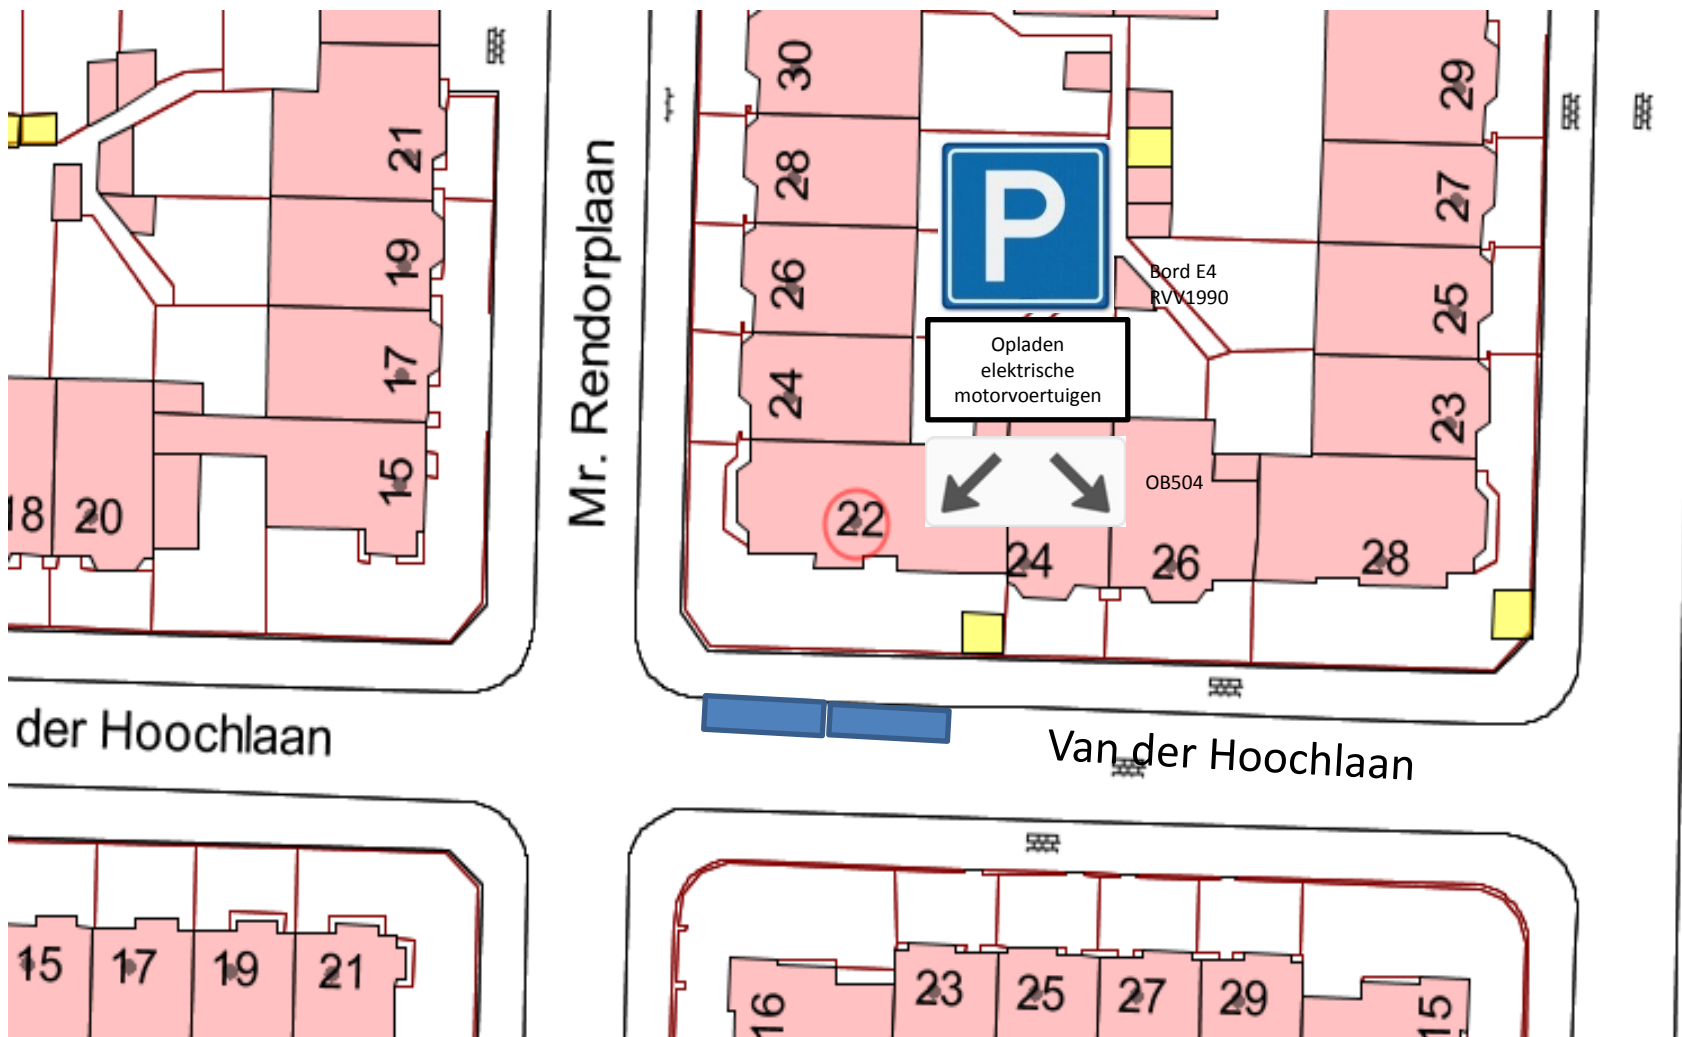 30
29
21
28
27
P
19
26
Bord E4
RVV1990
25
Mr. Rendorplaan
Opladen
elektrische
motorvoertuigen
17
24
23
15
OB504
18
20
22
24
26
28
der Hoochlaan
Van der Hoochlaan
15
17
19
21
23
25
27
29
16
15